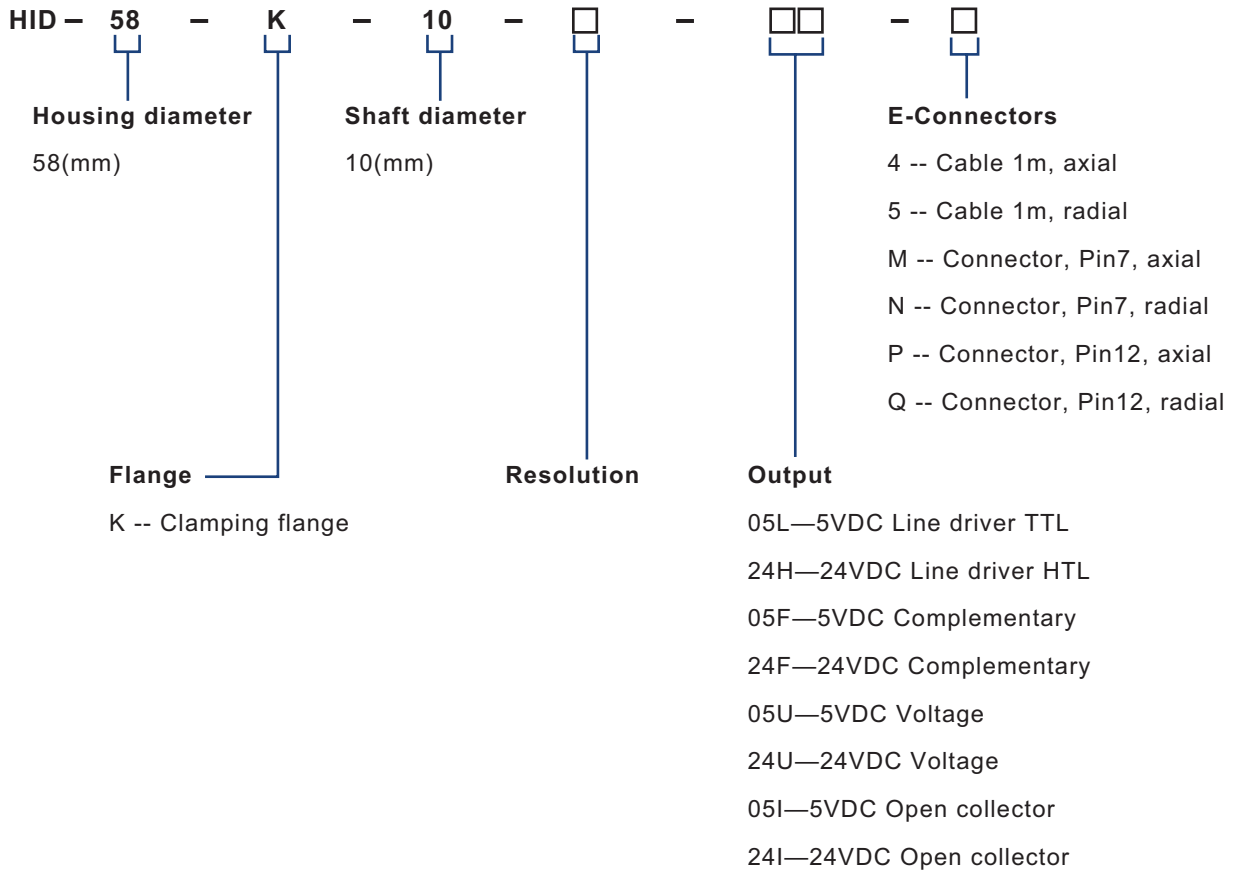 HID – 58 – K – 10 – □ – □□ – □
Housing diameter
58(mm)
Shaft diameter
10(mm)
E-Connectors
4 -- Cable 1m, axial
5 -- Cable 1m, radial
M -- Connector, Pin7, axial
N -- Connector, Pin7, radial
P -- Connector, Pin12, axial
Q -- Connector, Pin12, radial
Flange
K -- Clamping flange
Resolution
Output
05L—5VDC Line driver TTL
24H—24VDC Line driver HTL
05F—5VDC Complementary
24F—24VDC Complementary
05U—5VDC Voltage
24U—24VDC Voltage
05I—5VDC Open collector
24I—24VDC Open collector